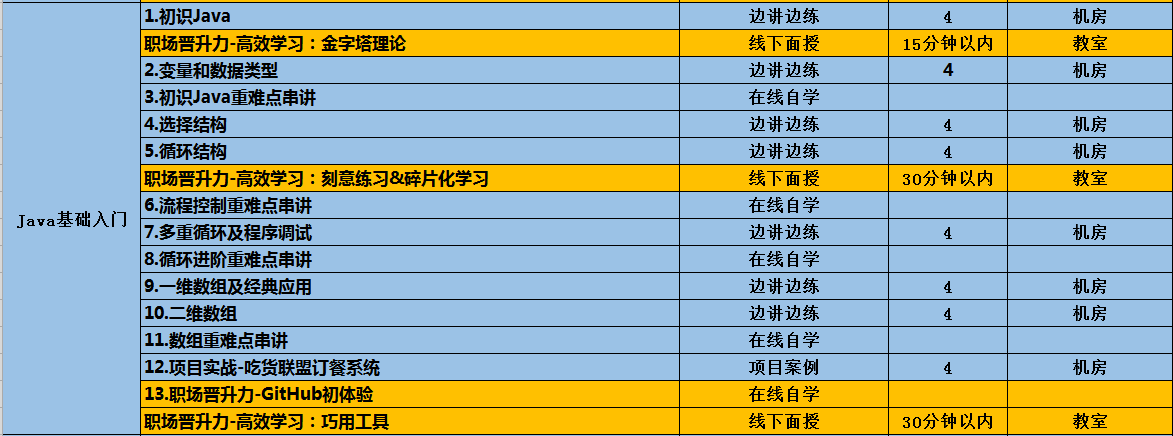 1.初识Java 边讲边练 4 机房
职场晋升力-高效学习：金字塔理论 线下面授 15分钟以内 教室
2.变量和数据类型 边讲边练 4 机房
3.初识Java重难点串讲 在线自学
4.选择结构 边讲边练 4 机房
5.循环结构 边讲边练 4 机房
职场晋升力-高效学习：刻意练习&碎片化学习 线下面授 30分钟以内 教室
6.流程控制重难点串讲 在线自学
Java基础入门 7.多重循环及程序调试 边讲边练 4 机房
8.循环进阶重难点串讲 在线自学
9.一维数组及经典应用 边讲边练 4 机房
10.二维数组 边讲边练 4 机房
11.数组重难点串讲 在线自学
12.项目实战-吃货联盟订餐系统 项目案例 4 机房
13.职场晋升力-GitHub初体验 在线自学
职场晋升力-高效学习：巧用工具 线下面授 30分钟以内 教室